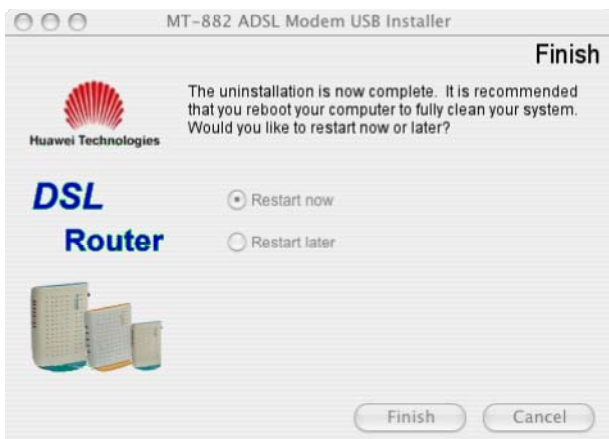 MT-882 ADSL Modem USB Installer
Finish
The uninstallation is now complete. It is recommended
that you reboot your computer to fully clean your system.
Would you like to restart now or later?
Huawei Technologies
DSL
Router
Restart now
Restart later
Finish
Cancel